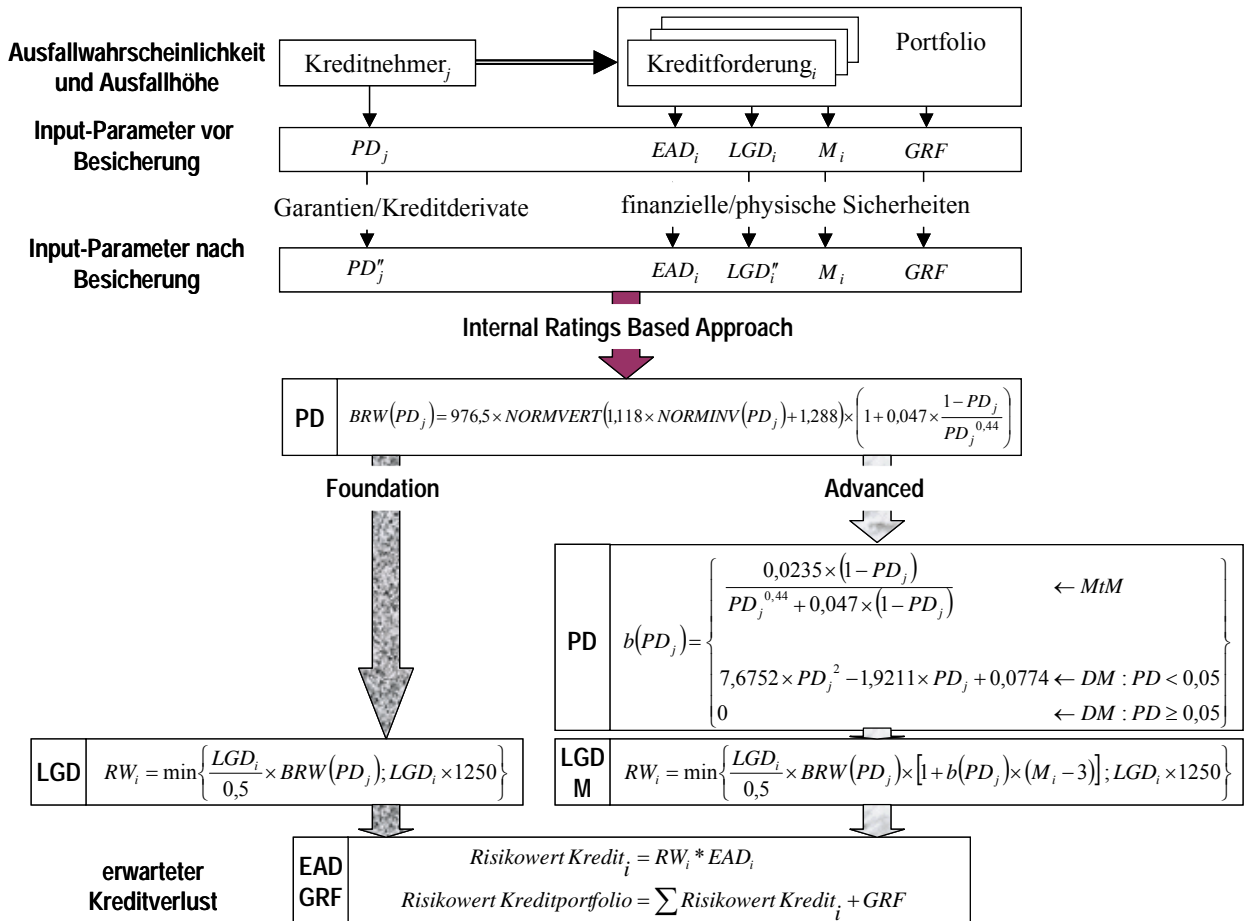 Ausfallwahrscheinlichkeit
und Ausfallhöhe
Kreditnehmer_j
Kreditforderung_i
Portfolio
Input-Parameter vor
Besicherung
PD_j EAD_i LGD_i M_i GRF
Garantien/Kreditderivate
finanzielle/physische Sicherheiten
Input-Parameter nach
Besicherung
PD''_j EAD_i LGD''_i M_i GRF
Internal Ratings Based Approach
PD
BRW(PD_j) = 976,5 × NORMVERT(1,118 × NORMINV(PD_j) + 1,288) × (1 + 0,047 × (1 − PD_j) / PD_j^0,44)
Foundation
Advanced
PD
b(PD_j) = {
0,0235 × (1 − PD_j) / (PD_j^0,44 + 0,047 × (1 − PD_j)) ← MtM
7,6752 × PD_j² − 1,9211 × PD_j + 0,0774 ← DM : PD < 0,05
0 ← DM : PD ≥ 0,05 }
LGD
RW_i = min{LGD_i / 0,5 × BRW(PD_j); LGD_i × 1250}
LGD
M
RW_i = min{LGD_i / 0,5 × BRW(PD_j) × [1 + b(PD_j) × (M_i − 3)]; LGD_i × 1250}
erwarteter
Kreditverlust
EAD
GRF
Risikowert Kredit_i = RW_i * EAD_i
Risikowert Kreditportfolio = ∑ Risikowert Kredit_i + GRF